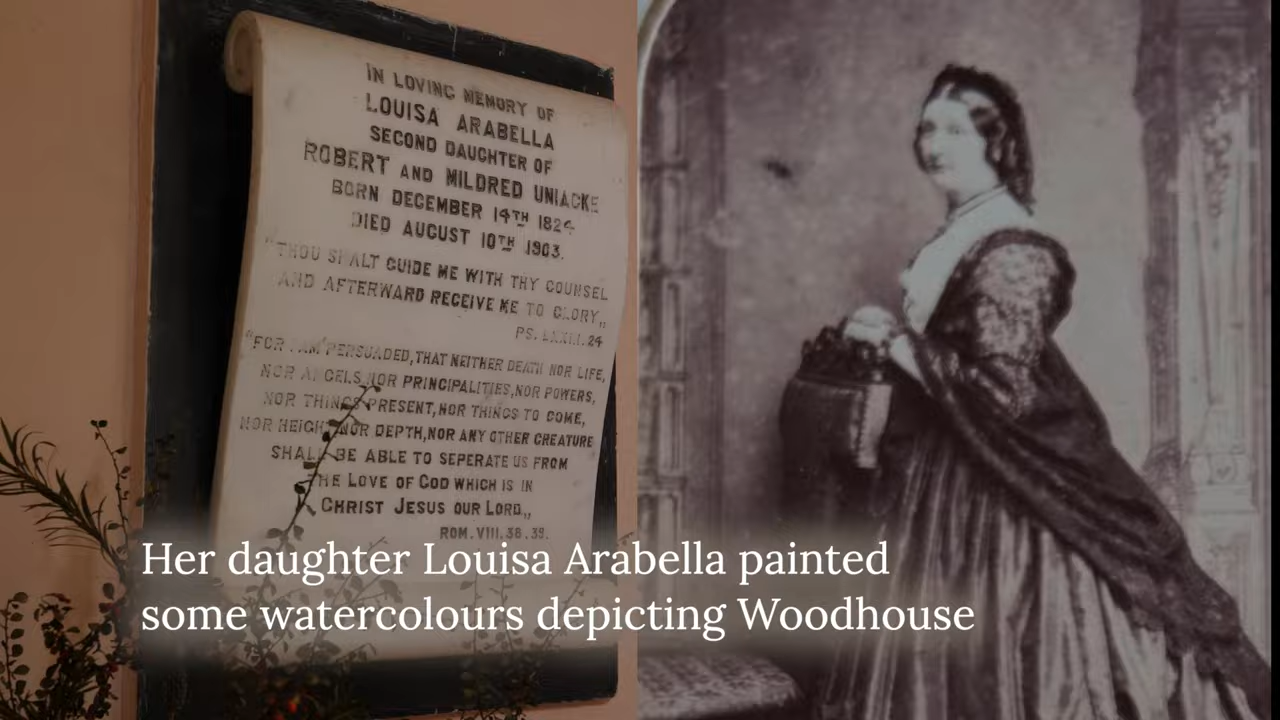 IN LOVING MEMORY OF
LOUISA ARABELLA
SECOND DAUGHTER OF
ROBERT AND MILDRED UNIACKE
BORN DECEMBER 14TH 1824
DIED AUGUST 10TH 1903.
"THOU SHALT GUIDE ME WITH THY COUNSEL
AND AFTERWARD RECEIVE ME TO GLORY,,
PS. LXXIII. 24
"FOR I AM PERSUADED, THAT NEITHER DEATH NOR LIFE,
NOR ANGELS, NOR PRINCIPALITIES, NOR POWERS,
NOR THINGS PRESENT, NOR THINGS TO COME,
NOR HEIGHT, NOR DEPTH, NOR ANY OTHER CREATURE
SHALL BE ABLE TO SEPERATE US FROM
THE LOVE OF GOD WHICH IS IN
CHRIST JESUS OUR LORD,,
ROM. VIII. 38. 39.
Her daughter Louisa Arabella painted
some watercolours depicting Woodhouse